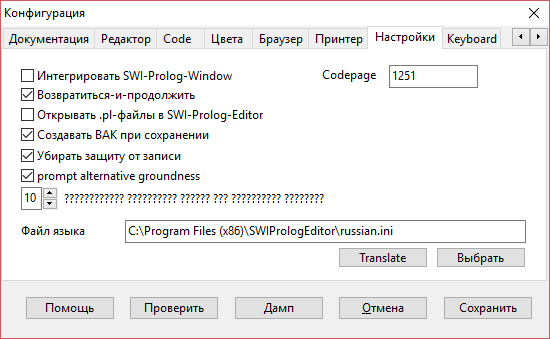 Конфигурация
Документация Редактор Code Цвета Браузер Принтер Настройки Keyboard
Интегрировать SWI-Prolog-Window Codepage 1251
Возвратиться-и-продолжить
Открывать .pl-файлы в SWI-Prolog-Editor
Создавать BAK при сохранении
Убирать защиту от записи
prompt alternative groundness
10 ???????????? ?????????? ?????? ??? ?????????? ????????
Файл языка C:\Program Files (x86)\SWIPrologEditor\russian.ini
Translate Выбрать
Помощь Проверить Дамп Отмена Сохранить